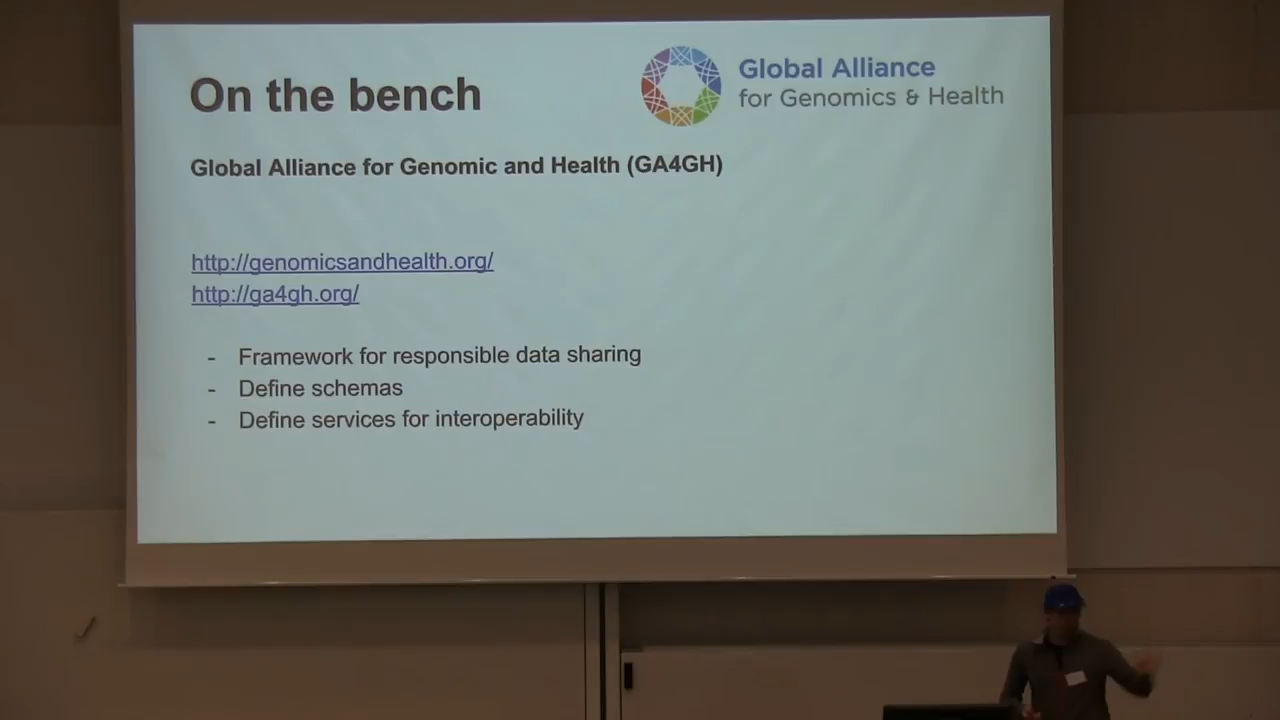 On the bench
Global Alliance
for Genomics & Health
Global Alliance for Genomic and Health (GA4GH)
http://genomicsandhealth.org/
http://ga4gh.org/
- Framework for responsible data sharing
- Define schemas
- Define services for interoperability